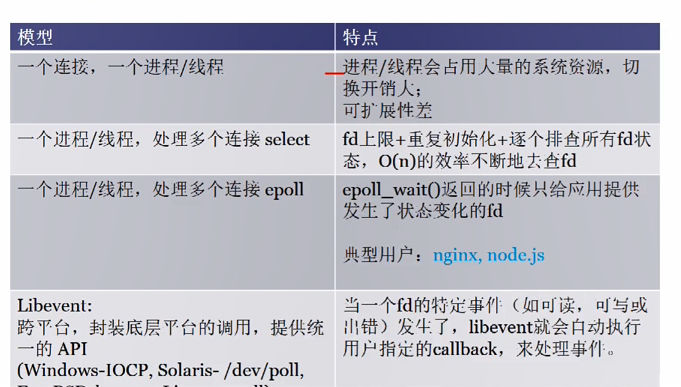 模型
特点
一个连接，一个进程/线程
进程/线程会占用大量的系统资源，切
换开销大；
可扩展性差
一个进程/线程，处理多个连接 select
fd上限+重复初始化+逐个排查所有fd状
态，O(n)的效率不断地去查fd
一个进程/线程，处理多个连接 epoll
epoll_wait()返回的时候只给应用提供
发生了状态变化的fd
典型用户：nginx, node.js
Libevent:
跨平台，封装底层平台的调用，提供统
一的 API
(Windows-IOCP, Solaris- /dev/poll,
当一个fd的特定事件（如可读，可写或
出错）发生了，libevent就会自动执行
用户指定的callback，来处理事件。